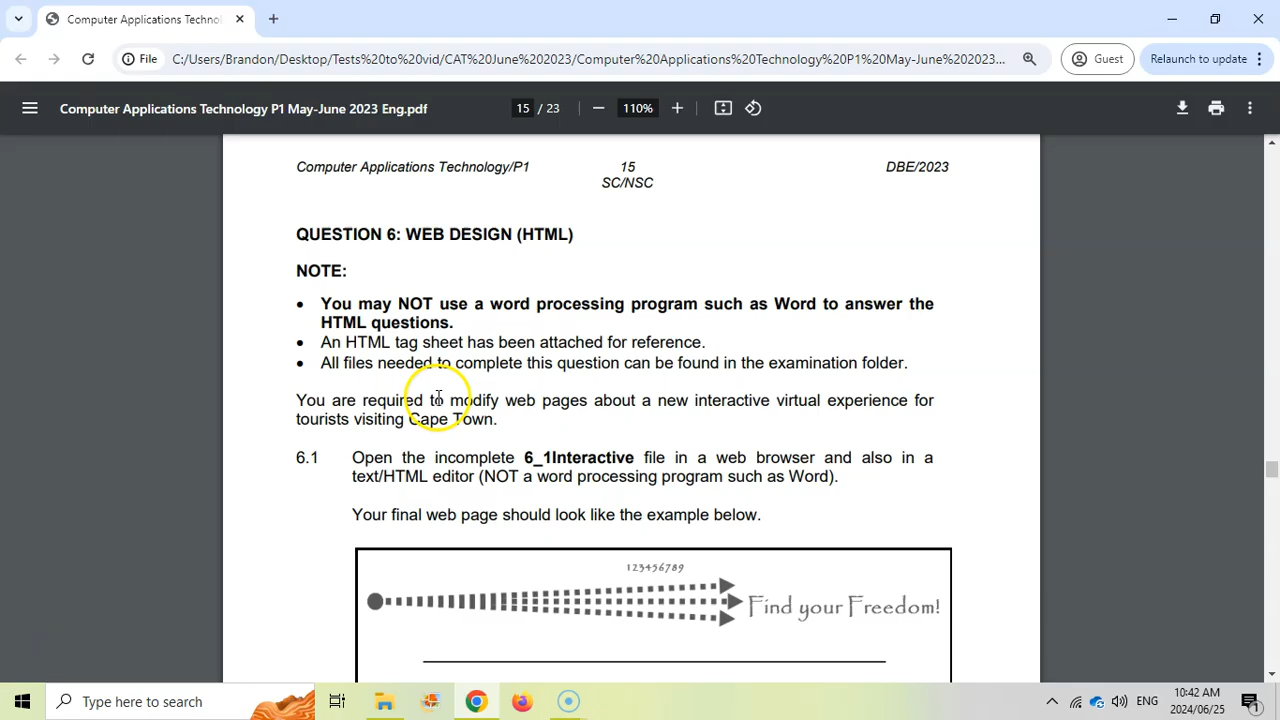 Computer Applications Technol
File
C:/Users/Brandon/Desktop/Tests%20to%20vid/CAT%20June%202023/Computer%20Applications%20Technology%20P1%20May-June%202023...
Guest
Relaunch to update
Computer Applications Technology P1 May-June 2023 Eng.pdf
15 / 23
110%
Computer Applications Technology/P1 15 DBE/2023
SC/NSC
QUESTION 6: WEB DESIGN (HTML)
NOTE:
• You may NOT use a word processing program such as Word to answer the
HTML questions.
• An HTML tag sheet has been attached for reference.
• All files needed to complete this question can be found in the examination folder.
You are required to modify web pages about a new interactive virtual experience for
tourists visiting Cape Town.
6.1 Open the incomplete 6_1Interactive file in a web browser and also in a
text/HTML editor (NOT a word processing program such as Word).
Your final web page should look like the example below.
123456789
Find your Freedom!
Type here to search
ENG
10:42 AM
2024/06/25
1